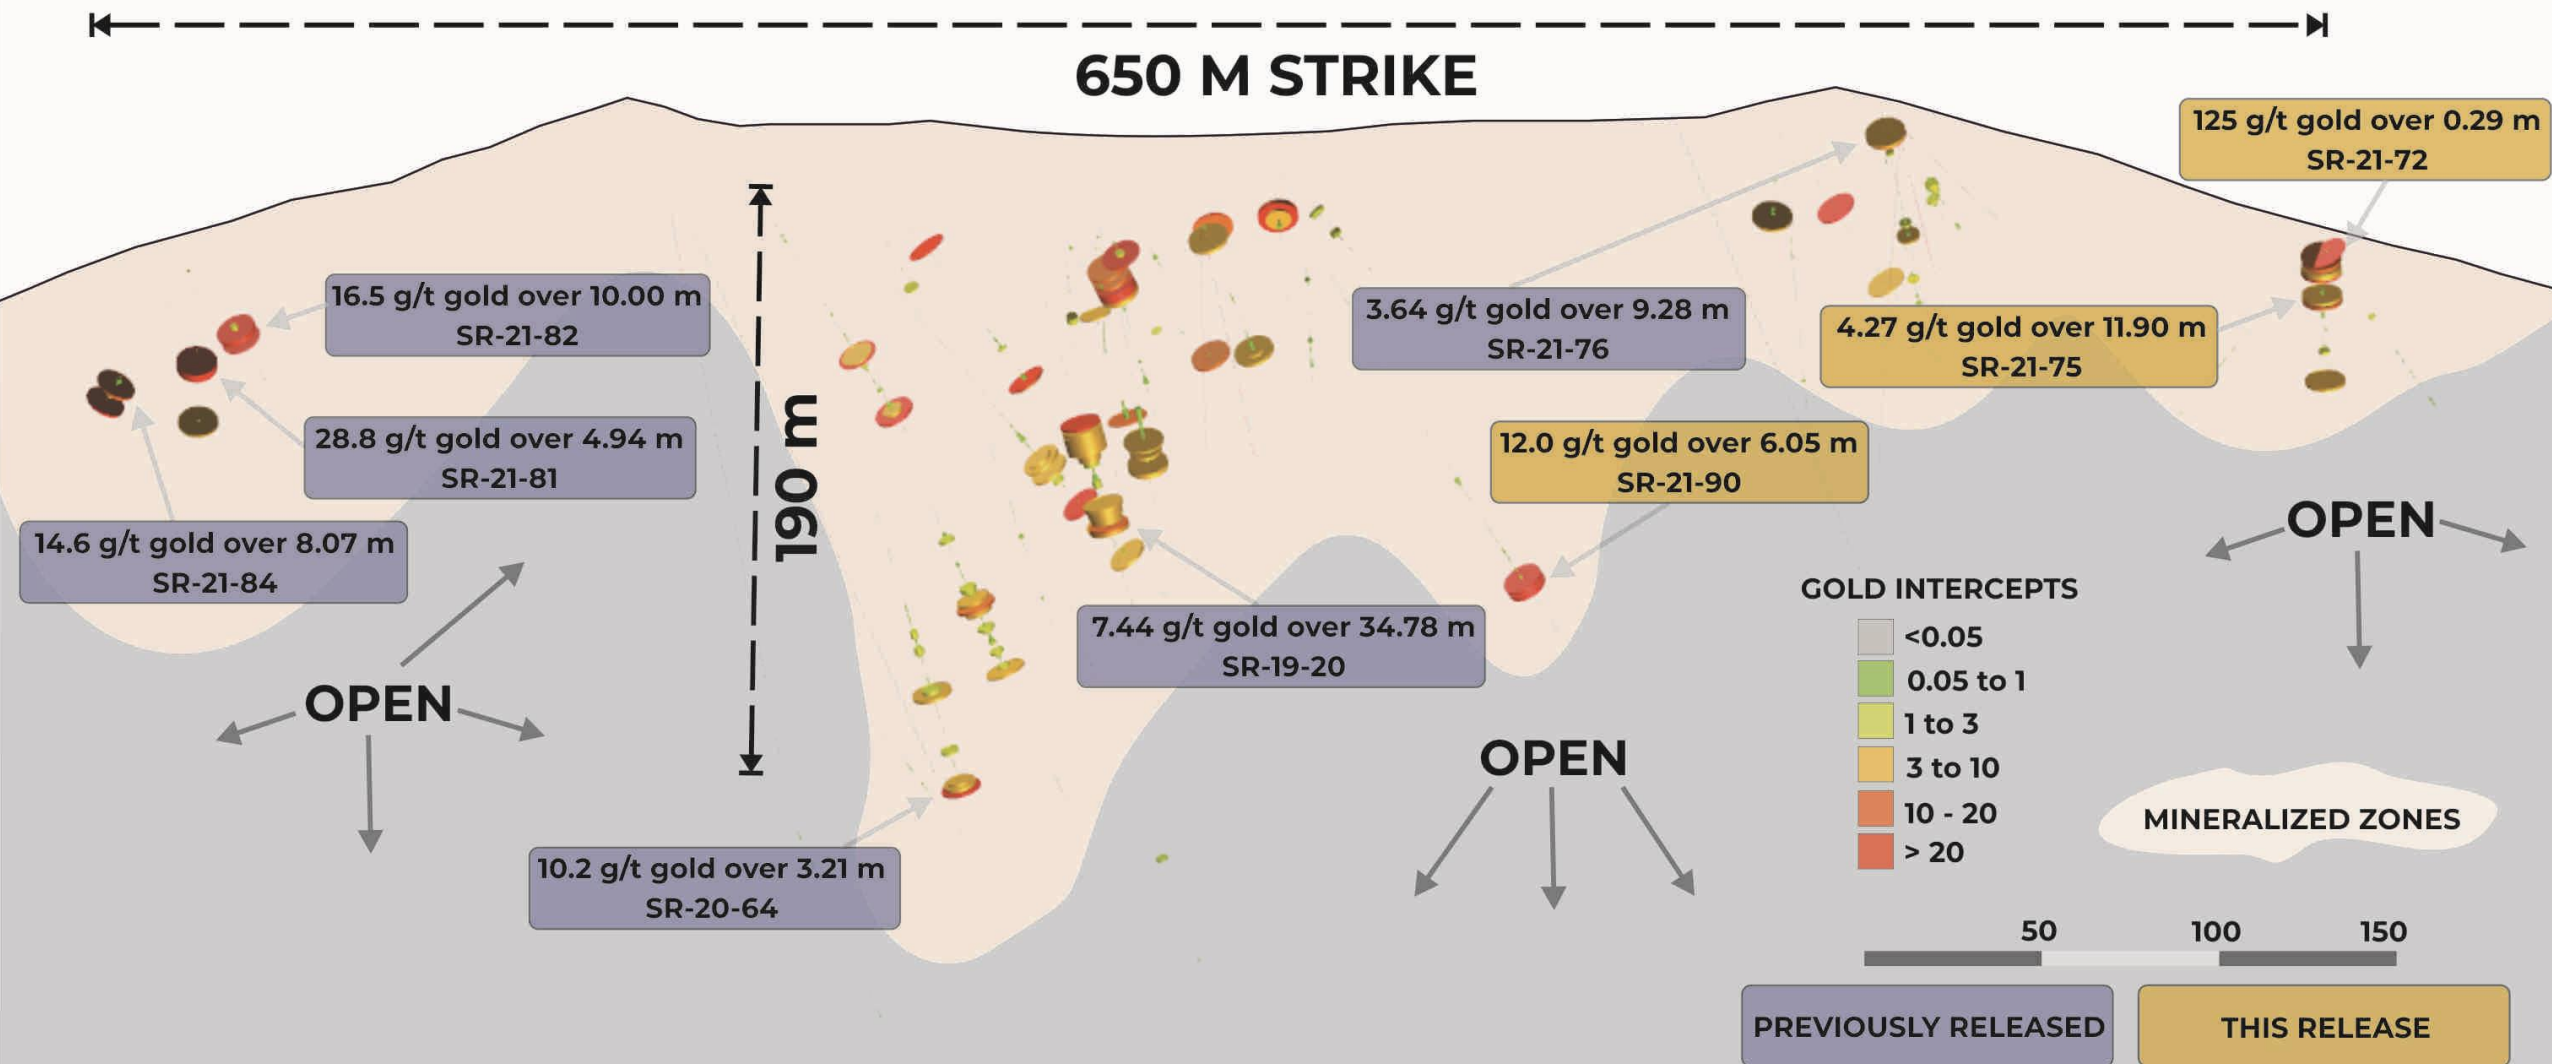 650 M STRIKE
125 g/t gold over 0.29 m
SR-21-72
16.5 g/t gold over 10.00 m
SR-21-82
3.64 g/t gold over 9.28 m
SR-21-76
4.27 g/t gold over 11.90 m
SR-21-75
190 m
28.8 g/t gold over 4.94 m
SR-21-81
12.0 g/t gold over 6.05 m
SR-21-90
14.6 g/t gold over 8.07 m
SR-21-84
OPEN
7.44 g/t gold over 34.78 m
SR-19-20
OPEN
OPEN
10.2 g/t gold over 3.21 m
SR-20-64
GOLD INTERCEPTS
<0.05
0.05 to 1
1 to 3
3 to 10
10 - 20
> 20
MINERALIZED ZONES
50 100 150
PREVIOUSLY RELEASED
THIS RELEASE